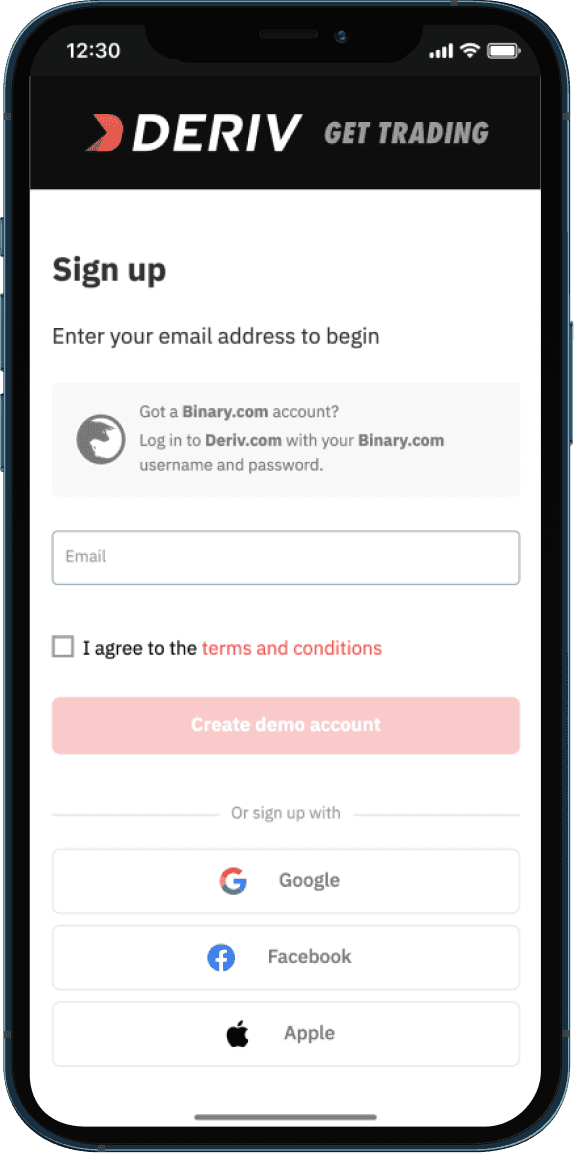 12:30
DERIV GET TRADING
Sign up
Enter your email address to begin
Got a Binary.com account?
Log in to Deriv.com with your Binary.com
username and password.
Email
I agree to the terms and conditions
Create demo account
Or sign up with
Google
Facebook
Apple